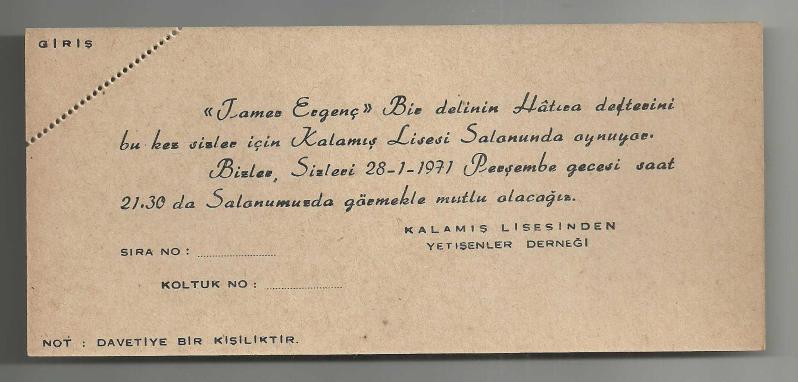 GİRİŞ
«Tamer Ergenç» Bir delinin Hâtıra defterini
bu kez sizler için Kalamış Lisesi Salonunda oynuyor.
Bizler, Sizleri 28-1-1971 Perşembe gecesi saat
21.30 da Salonumuzda görmekle mutlu olacağız.
KALAMIŞ LİSESİNDEN
YETİŞENLER DERNEĞİ
SIRA NO : ....................
KOLTUK NO : ....................
NOT : DAVETİYE BİR KİŞİLİKTİR.